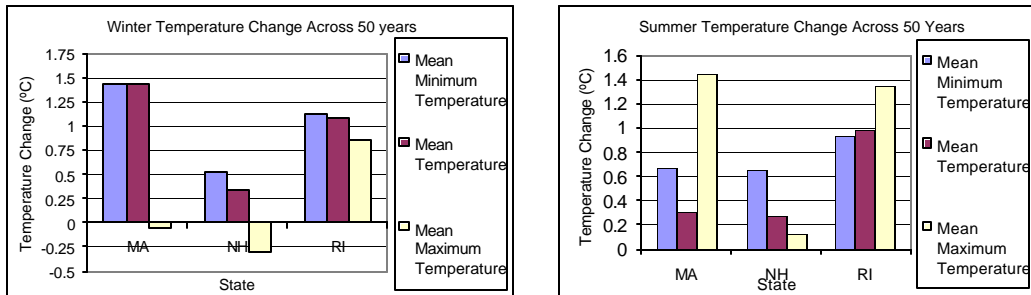 Winter Temperature Change Across 50 years
Temperature Change (ºC)
1.75
1.5
1.25
1
0.75
0.5
0.25
0
-0.25
-0.5
MA
NH
RI
State
Mean
Minimum
Temperature
Mean
Temperature
Mean
Maximum
Temperature
Summer Temperature Change Across 50 Years
Temperature Change (ºC)
1.6
1.4
1.2
1
0.8
0.6
0.4
0.2
0
MA
NH
RI
State
Mean
Minimum
Temperature
Mean
Temperature
Mean
Maximum
Temperature